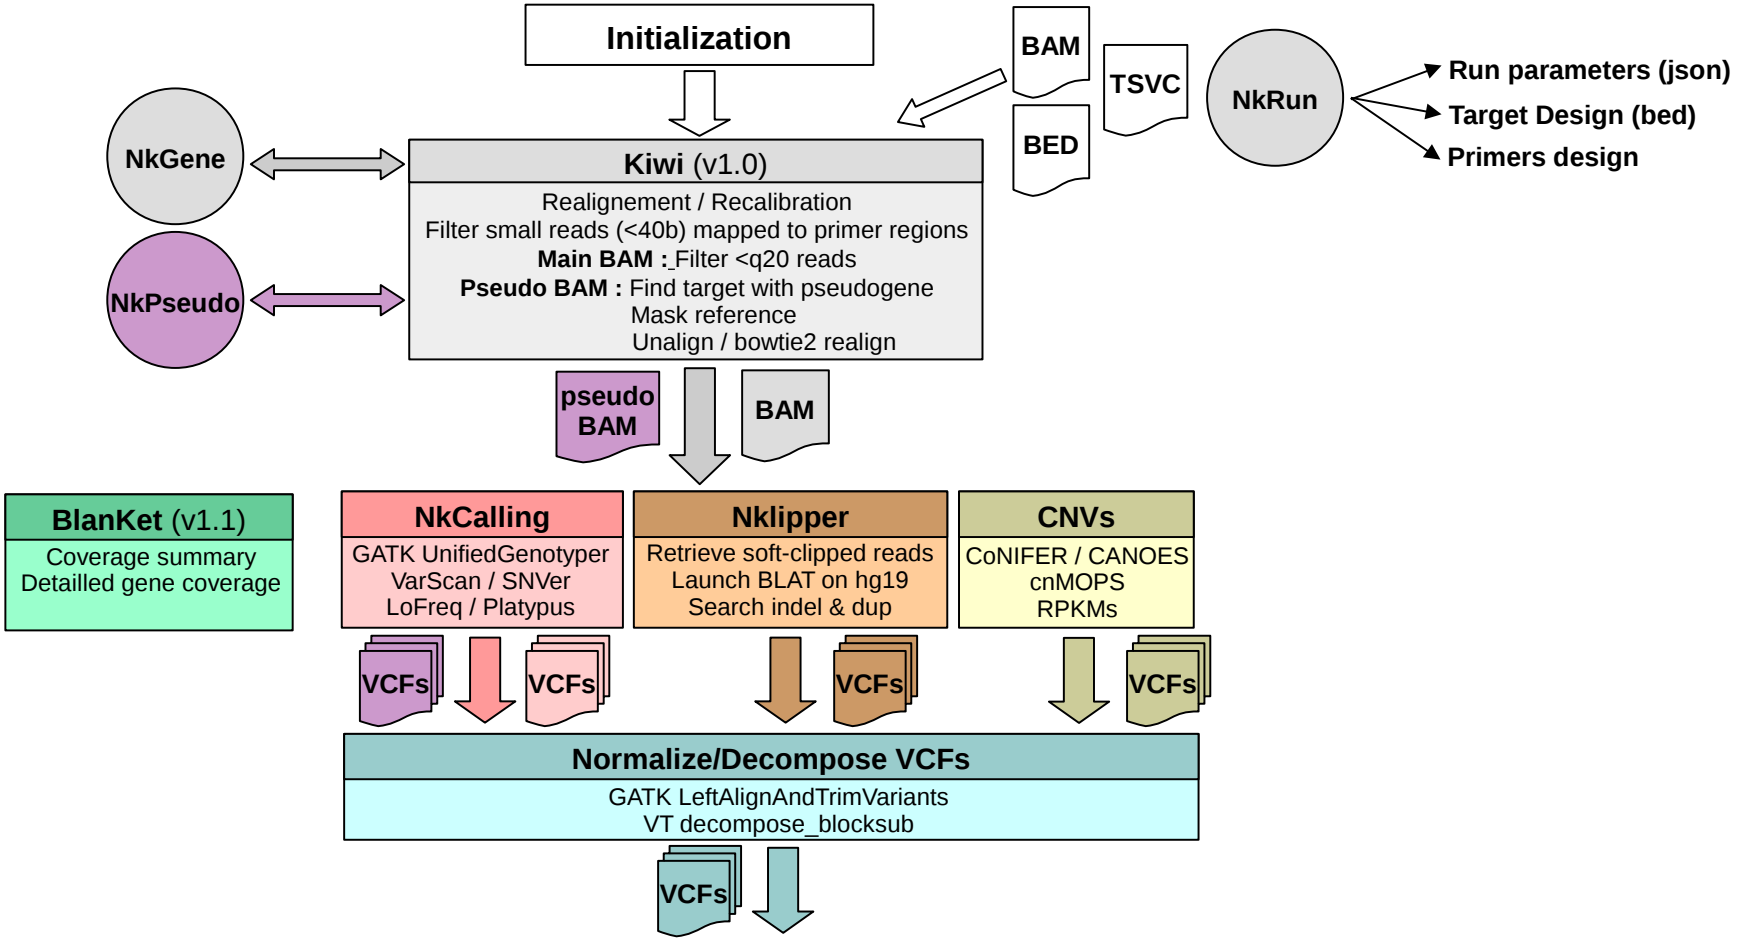 Initialization
BAM
TSVC
BED
NkRun
Run parameters (json)
Target Design (bed)
Primers design
NkGene
NkPseudo
Kiwi (v1.0)
Realignement / Recalibration
Filter small reads (<40b) mapped to primer regions
Main BAM : Filter <q20 reads
Pseudo BAM : Find target with pseudogene
Mask reference
Unalign / bowtie2 realign
pseudo
BAM
BAM
BlanKet (v1.1)
Coverage summary
Detailled gene coverage
NkCalling
GATK UnifiedGenotyper
VarScan / SNVer
LoFreq / Platypus
Nklipper
Retrieve soft-clipped reads
Launch BLAT on hg19
Search indel & dup
CNVs
CoNIFER / CANOES
cnMOPS
RPKMs
VCFs
VCFs
VCFs
VCFs
Normalize/Decompose VCFs
GATK LeftAlignAndTrimVariants
VT decompose_blocksub
VCFs